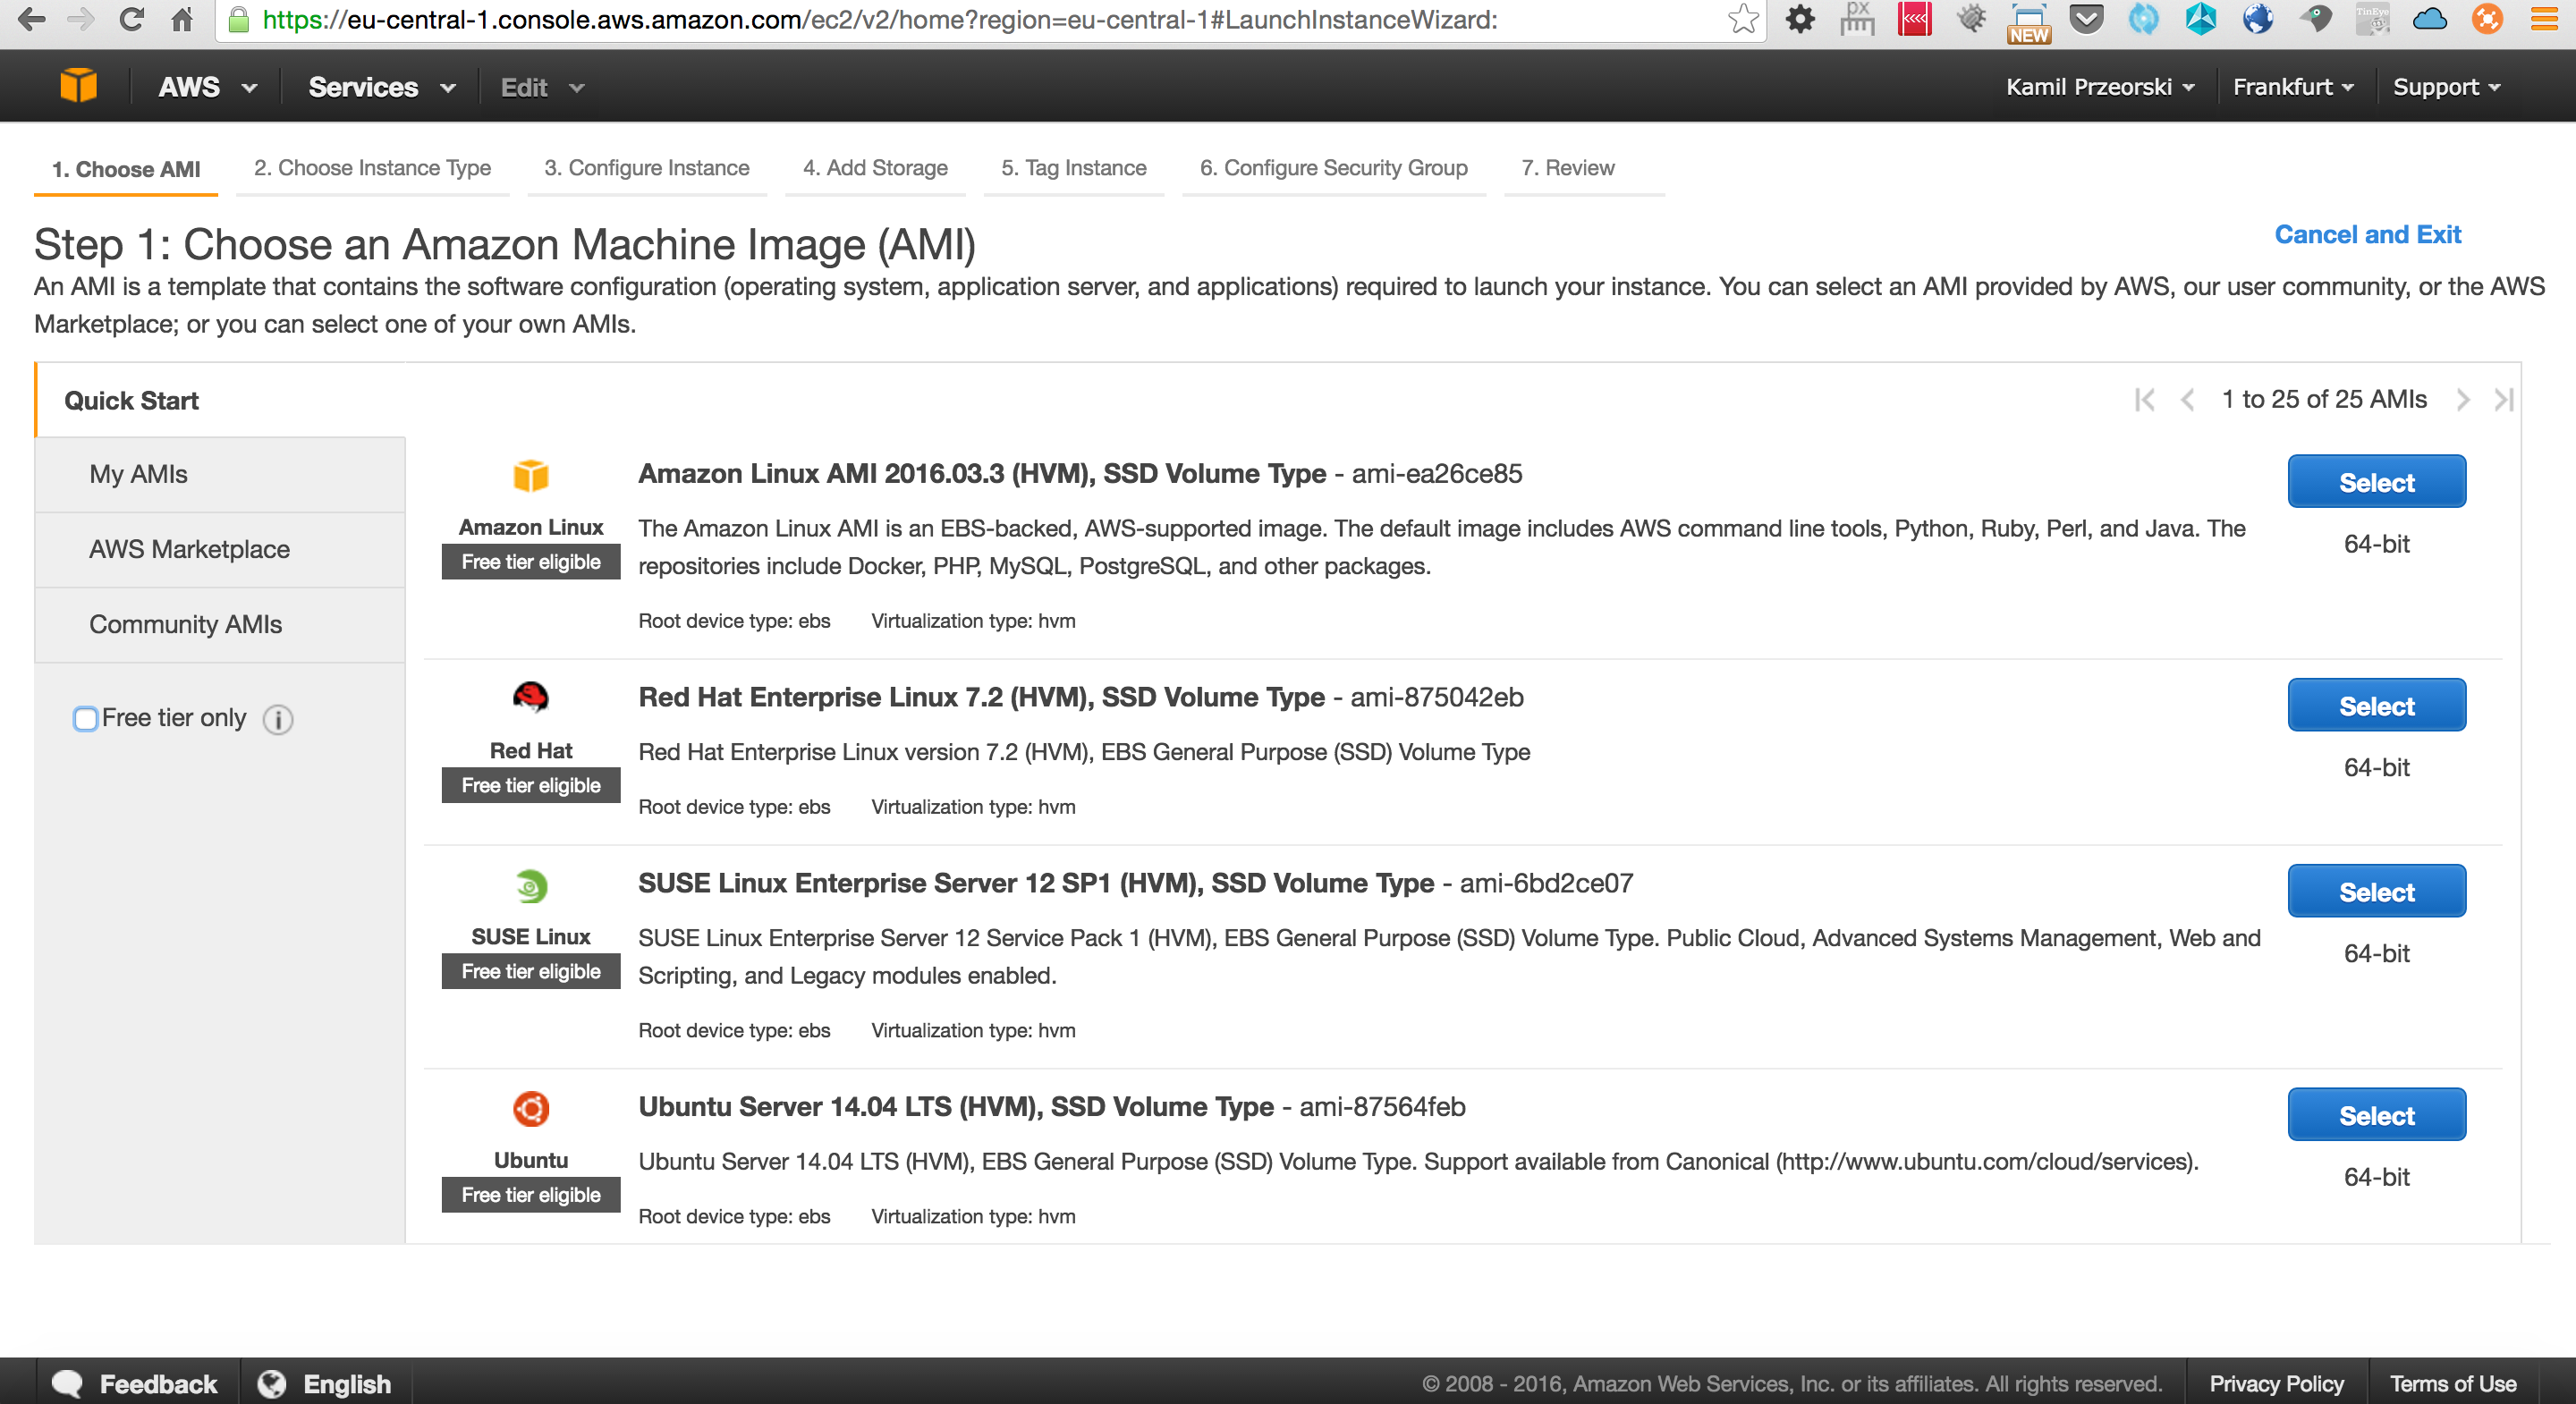 https://eu-central-1.console.aws.amazon.com/ec2/v2/home?region=eu-central-1#LaunchInstanceWizard:
px
NEW
TinEye
AWS Services Edit Kamil Przeorski Frankfurt Support
1. Choose AMI 2. Choose Instance Type 3. Configure Instance 4. Add Storage 5. Tag Instance 6. Configure Security Group 7. Review
Step 1: Choose an Amazon Machine Image (AMI)
Cancel and Exit
An AMI is a template that contains the software configuration (operating system, application server, and applications) required to launch your instance. You can select an AMI provided by AWS, our user community, or the AWS
Marketplace; or you can select one of your own AMIs.
Quick Start
My AMIs
AWS Marketplace
Community AMIs
Free tier only i
1 to 25 of 25 AMIs
Amazon Linux
Free tier eligible
Amazon Linux AMI 2016.03.3 (HVM), SSD Volume Type - ami-ea26ce85
The Amazon Linux AMI is an EBS-backed, AWS-supported image. The default image includes AWS command line tools, Python, Ruby, Perl, and Java. The
repositories include Docker, PHP, MySQL, PostgreSQL, and other packages.
Root device type: ebs Virtualization type: hvm
Select
64-bit
Red Hat
Free tier eligible
Red Hat Enterprise Linux 7.2 (HVM), SSD Volume Type - ami-875042eb
Red Hat Enterprise Linux version 7.2 (HVM), EBS General Purpose (SSD) Volume Type
Root device type: ebs Virtualization type: hvm
Select
64-bit
SUSE Linux
Free tier eligible
SUSE Linux Enterprise Server 12 SP1 (HVM), SSD Volume Type - ami-6bd2ce07
SUSE Linux Enterprise Server 12 Service Pack 1 (HVM), EBS General Purpose (SSD) Volume Type. Public Cloud, Advanced Systems Management, Web and
Scripting, and Legacy modules enabled.
Root device type: ebs Virtualization type: hvm
Select
64-bit
Ubuntu
Free tier eligible
Ubuntu Server 14.04 LTS (HVM), SSD Volume Type - ami-87564feb
Ubuntu Server 14.04 LTS (HVM), EBS General Purpose (SSD) Volume Type. Support available from Canonical (http://www.ubuntu.com/cloud/services).
Root device type: ebs Virtualization type: hvm
Select
64-bit
Feedback English © 2008 - 2016, Amazon Web Services, Inc. or its affiliates. All rights reserved. Privacy Policy Terms of Use